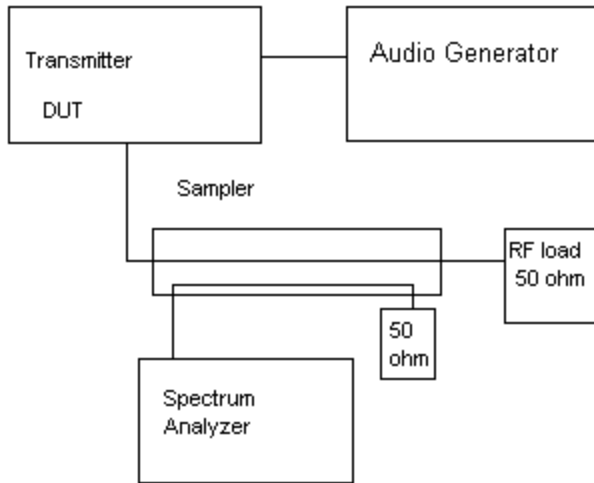 Transmitter
DUT
Audio Generator
Sampler
RF load
50 ohm
50
ohm
Spectrum
Analyzer